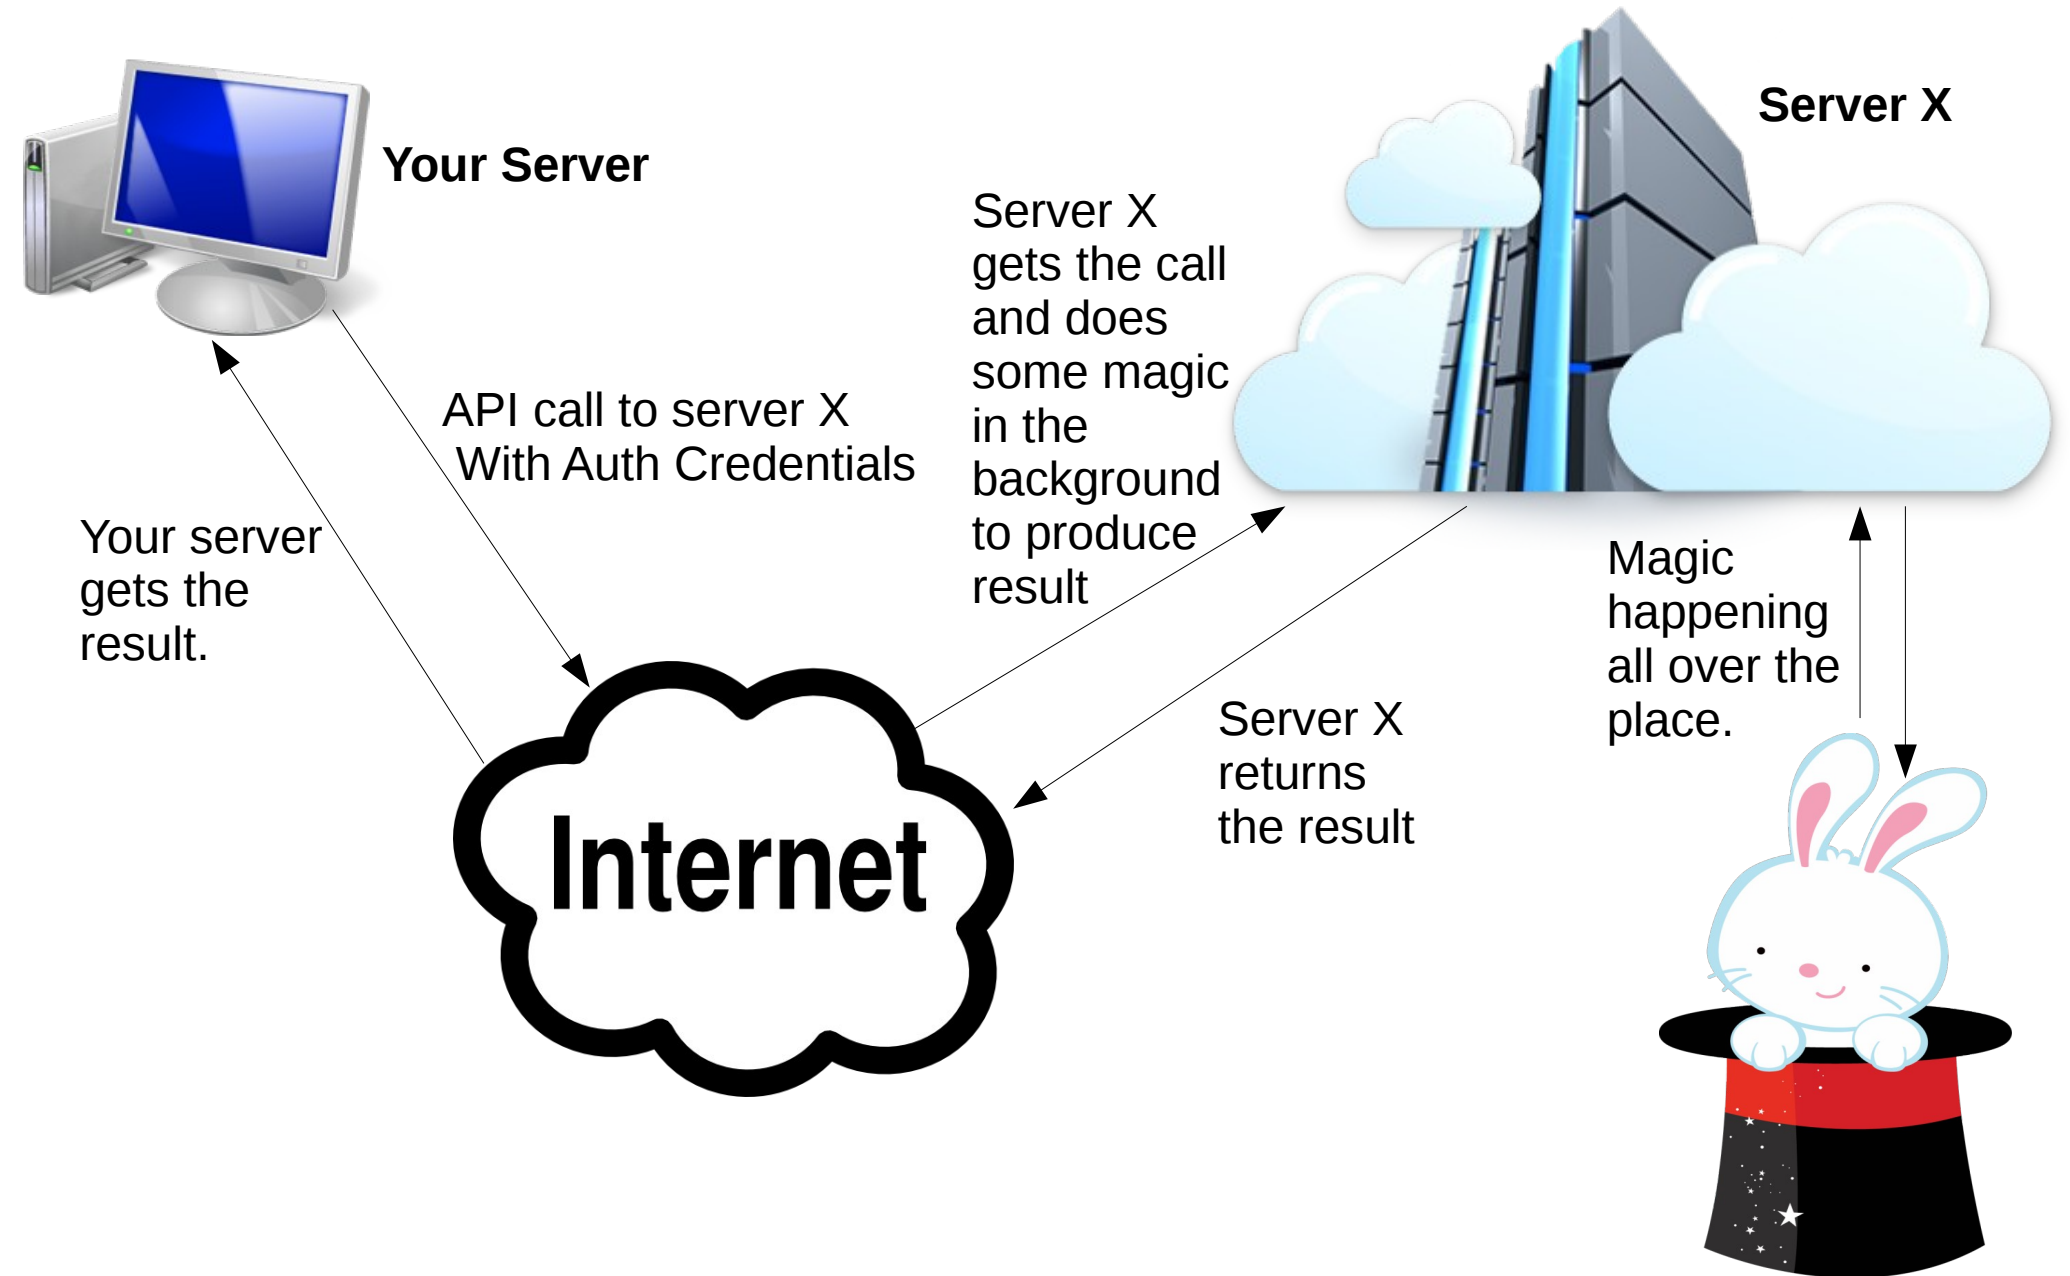 Server X
Your Server
Server X
gets the call
and does
some magic
in the
background
to produce
result
API call to server X
With Auth Credentials
Your server
gets the
result.
Magic
happening
all over the
place.
Server X
returns
the result
Internet